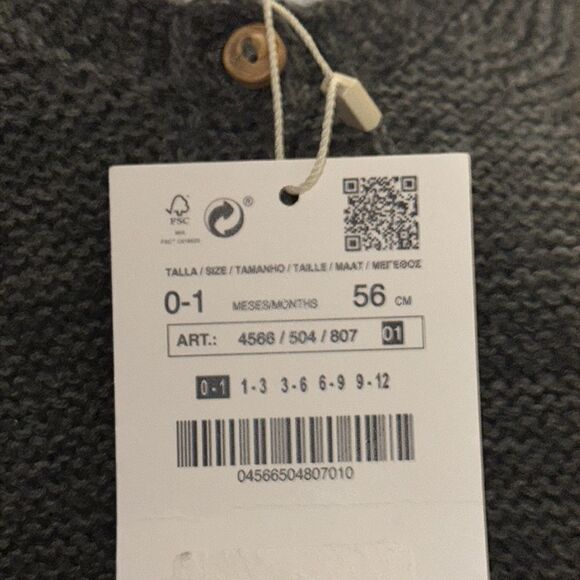 FSC
®
TALLA / SIZE / TAMANHO / TAILLE / MAAT / ΜΕΓΕΘΟΣ
0-1 MESES/MONTHS 56 CM
ART.: 4566 / 504 / 807 01
0-1 1-3 3-6 6-9 9-12
04566504807010